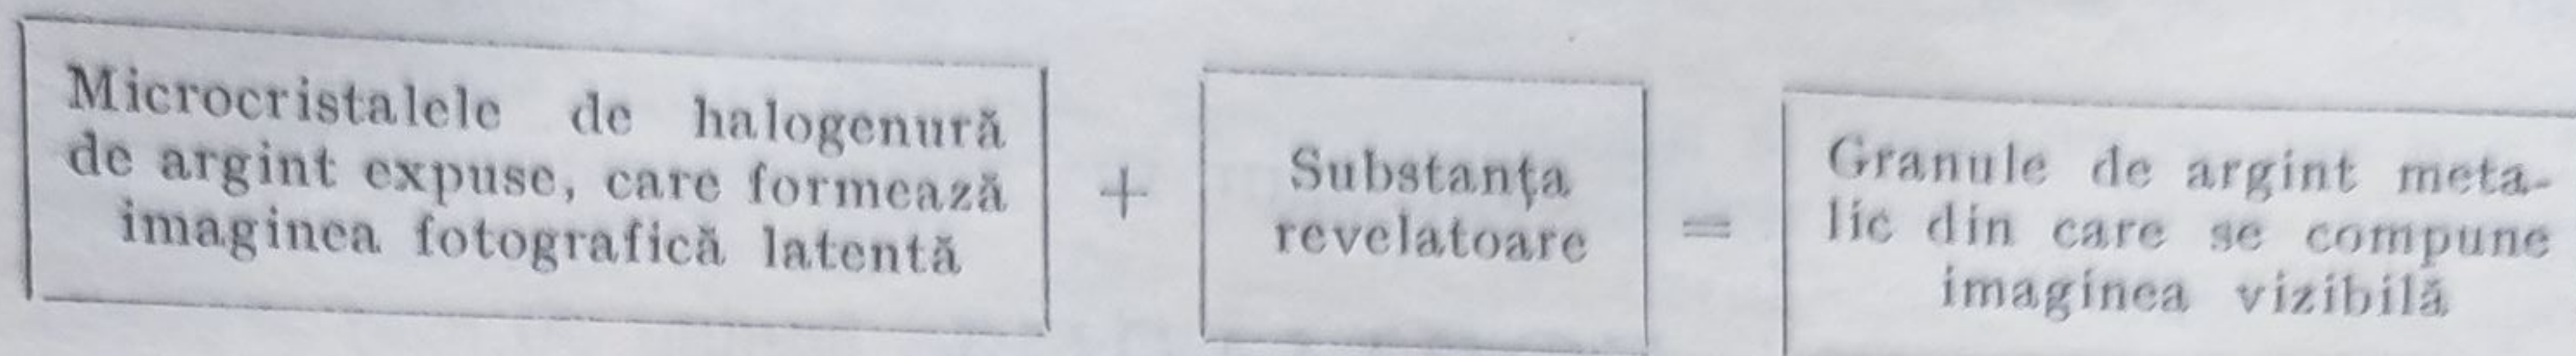 Microcristalele de halogenură
de argint expuse, care formează
imaginea fotografică latentă
+
Substanța
revelatoare
=
Granule de argint meta-
lic din care se compune
imaginea vizibilă